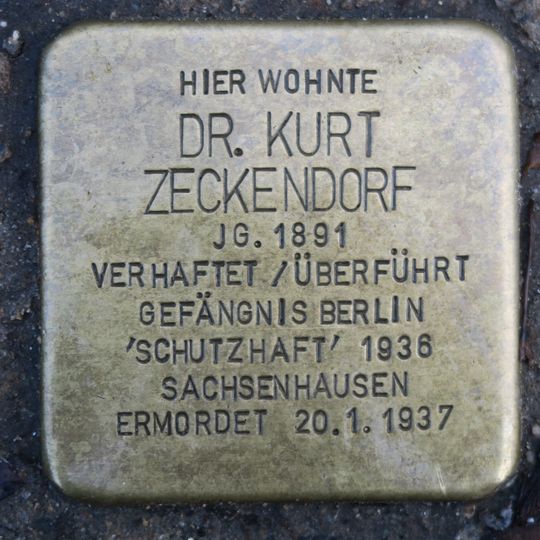 HIER WOHNTE
DR. KURT
ZECKENDORF
JG. 1891
VERHAFTET / ÜBERFÜHRT
GEFÄNGNIS BERLIN
'SCHUTZHAFT' 1936
SACHSENHAUSEN
ERMORDET 20.1.1937